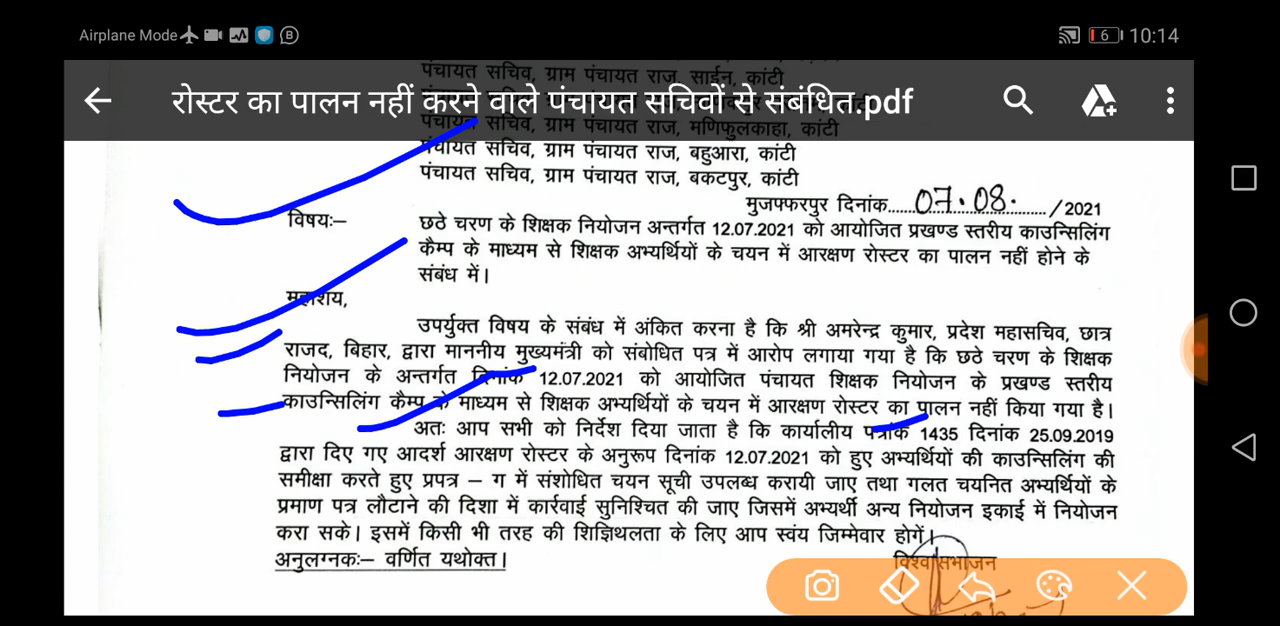 Airplane Mode
6 10:14
पंचायत सचिव, ग्राम पंचायत राज, साईन, कांटी
रोस्टर का पालन नहीं करने वाले पंचायत सचिवों से संबंधित.pdf
पंचायत सचिव, ग्राम पंचायत राज, मणिफुलकाहा, कांटी
पंचायत सचिव, ग्राम पंचायत राज, बहुआरा, कांटी
पंचायत सचिव, ग्राम पंचायत राज, बकटपुर, कांटी
मुजफ्फरपुर दिनांक......07.08......./2021
विषयः– छठे चरण के शिक्षक नियोजन अन्तर्गत 12.07.2021 को आयोजित प्रखण्ड स्तरीय काउन्सिलिंग
कैम्प के माध्यम से शिक्षक अभ्यर्थियों के चयन में आरक्षण रोस्टर का पालन नहीं होने के
संबंध में।
महाशय,
उपर्युक्त विषय के संबंध में अंकित करना है कि श्री अमरेन्द्र कुमार, प्रदेश महासचिव, छात्र
राजद, बिहार, द्वारा माननीय मुख्यमंत्री को संबोधित पत्र में आरोप लगाया गया है कि छठे चरण के शिक्षक
नियोजन के अन्तर्गत दिनांक 12.07.2021 को आयोजित पंचायत शिक्षक नियोजन के प्रखण्ड स्तरीय
काउन्सिलिंग कैम्प के माध्यम से शिक्षक अभ्यर्थियों के चयन में आरक्षण रोस्टर का पालन नहीं किया गया है।
अतः आप सभी को निर्देश दिया जाता है कि कार्यालीय पत्रांक 1435 दिनांक 25.09.2019
द्वारा दिए गए आदर्श आरक्षण रोस्टर के अनुरूप दिनांक 12.07.2021 को हुए अभ्यर्थियों की काउन्सिलिंग की
समीक्षा करते हुए प्रपत्र – ग में संशोधित चयन सूची उपलब्ध करायी जाए तथा गलत चयनित अभ्यर्थियों के
प्रमाण पत्र लौटाने की दिशा में कार्रवाई सुनिश्चित की जाए जिसमें अभ्यर्थी अन्य नियोजन इकाई में नियोजन
करा सके। इसमें किसी भी तरह की शिज्ञिथलता के लिए आप स्वंय जिम्मेवार होगें।
अनुलग्नकः– वर्णित यथोक्त। विश्वासभाजन